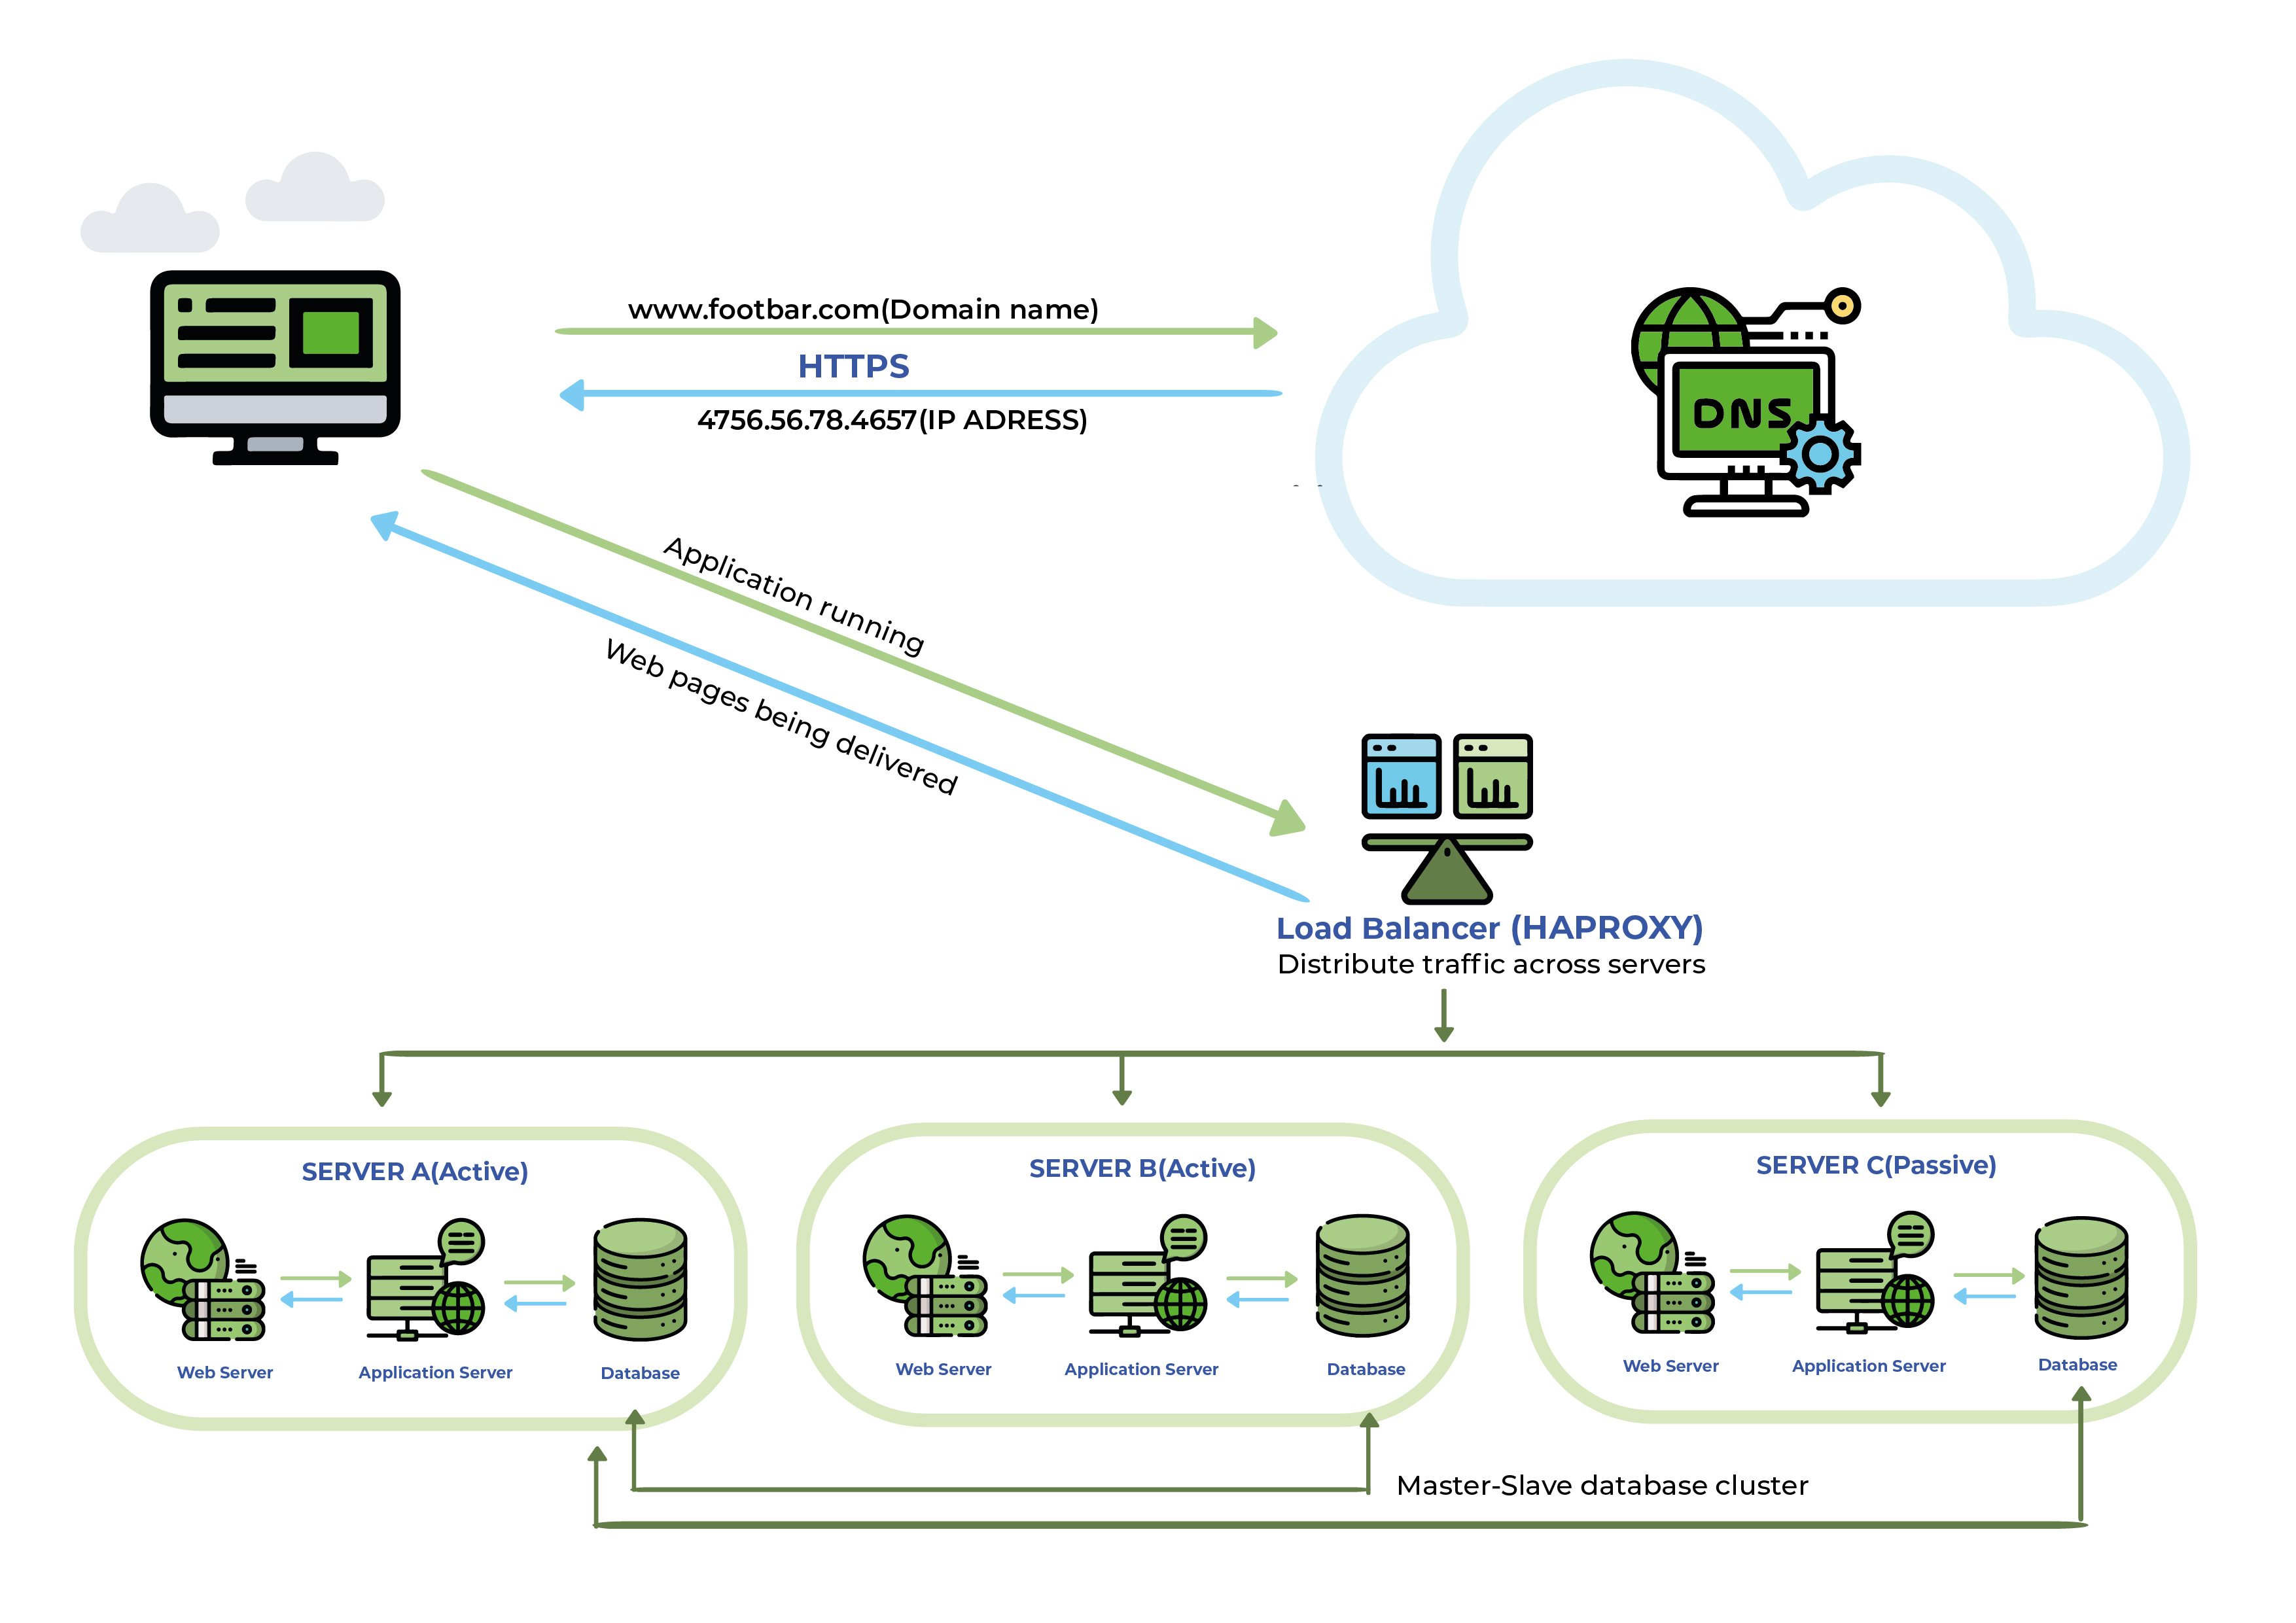 www.footbar.com(Domain name)
HTTPS
4756.56.78.4657(IP ADRESS)
DNS
Application running
Web pages being delivered
Load Balancer (HAPROXY)
Distribute traffic across servers
SERVER A(Active)
SERVER B(Active)
SERVER C(Passive)
Web Server
Application Server
Database
Web Server
Application Server
Database
Web Server
Application Server
Database
Master-Slave database cluster